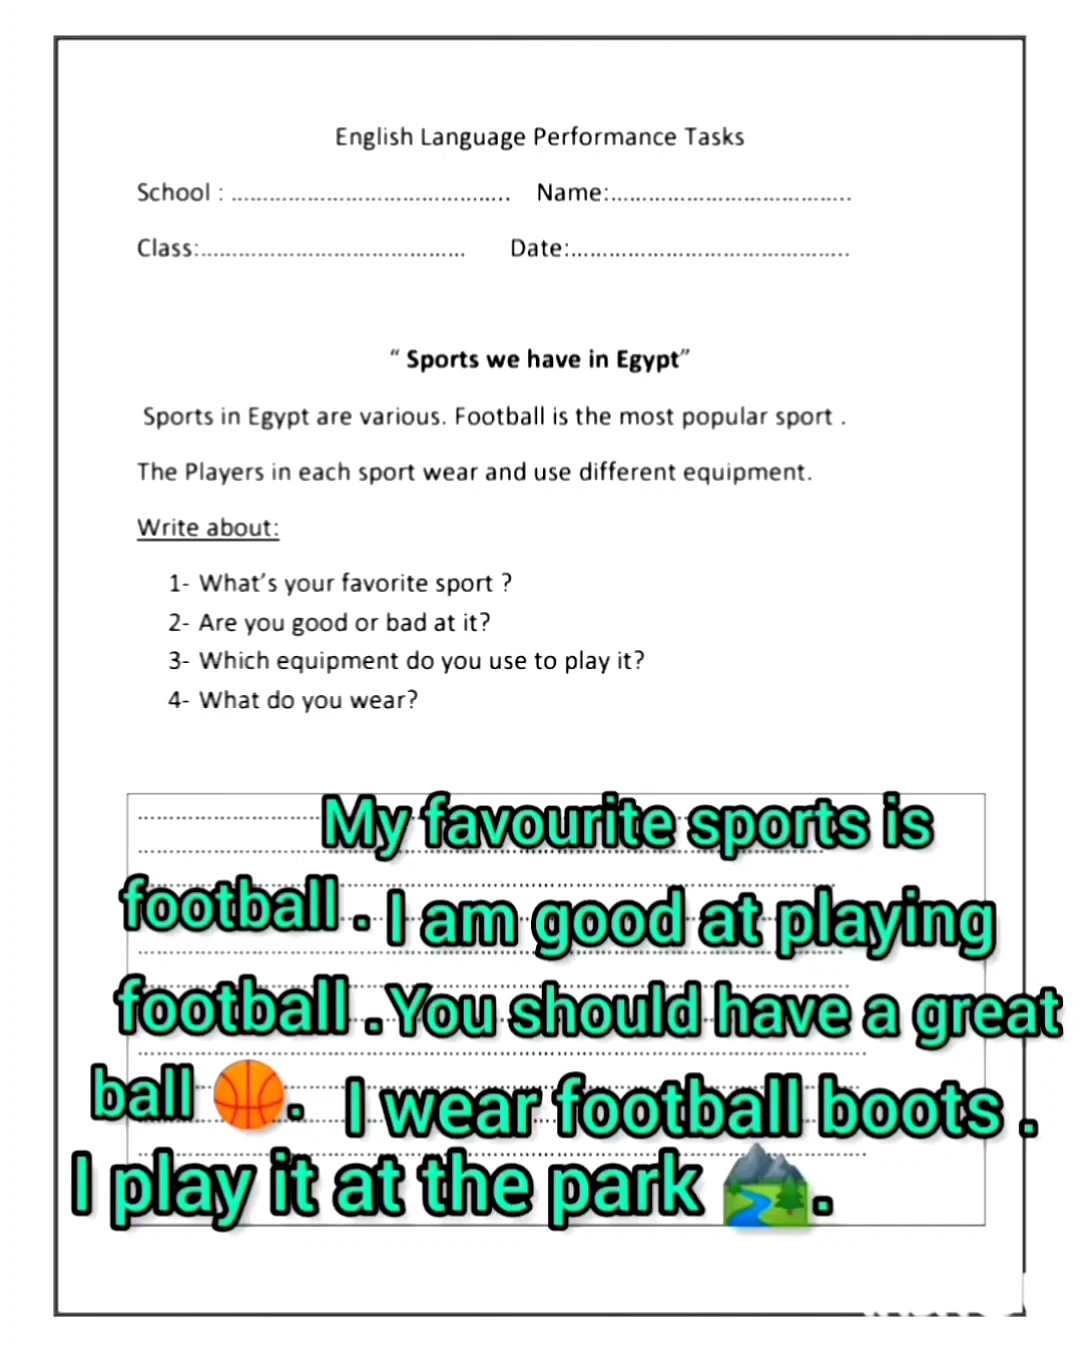 English Language Performance Tasks
School : ............................................. Name:.......................................
Class:........................................... Date:.............................................
“ Sports we have in Egypt”
Sports in Egypt are various. Football is the most popular sport .
The Players in each sport wear and use different equipment.
Write about:
1- What's your favorite sport ?
2- Are you good or bad at it?
3- Which equipment do you use to play it?
4- What do you wear?
My favourite sports is
football . I am good at playing
football . You should have a great
ball 🏀. I wear football boots .
I play it at the park 🏞️.